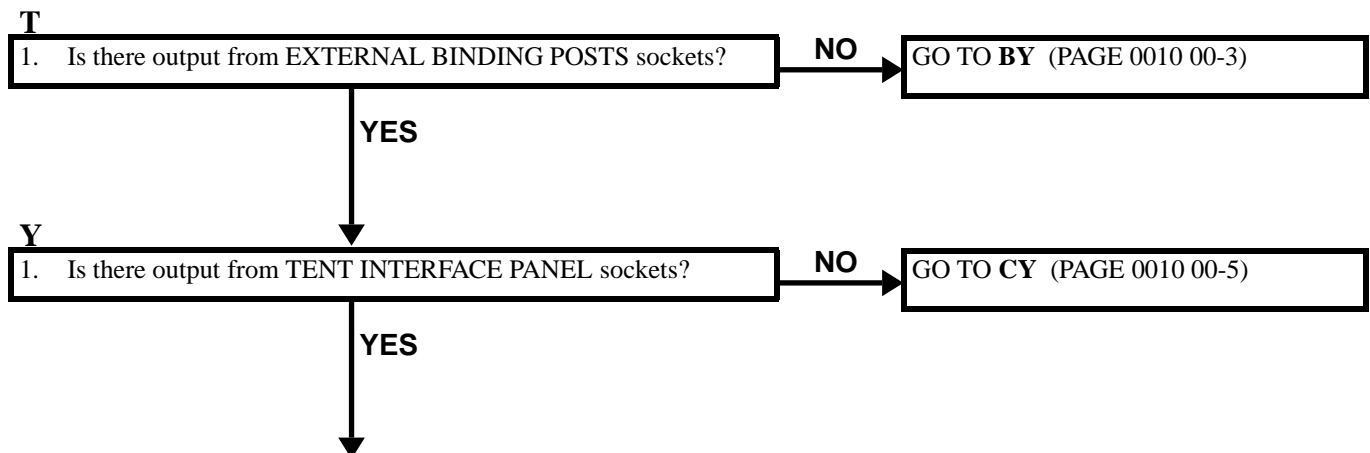 T
1. Is there output from EXTERNAL BINDING POSTS sockets?
NO
GO TO BY (PAGE 0010 00-3)
YES
Y
1. Is there output from TENT INTERFACE PANEL sockets?
NO
GO TO CY (PAGE 0010 00-5)
YES